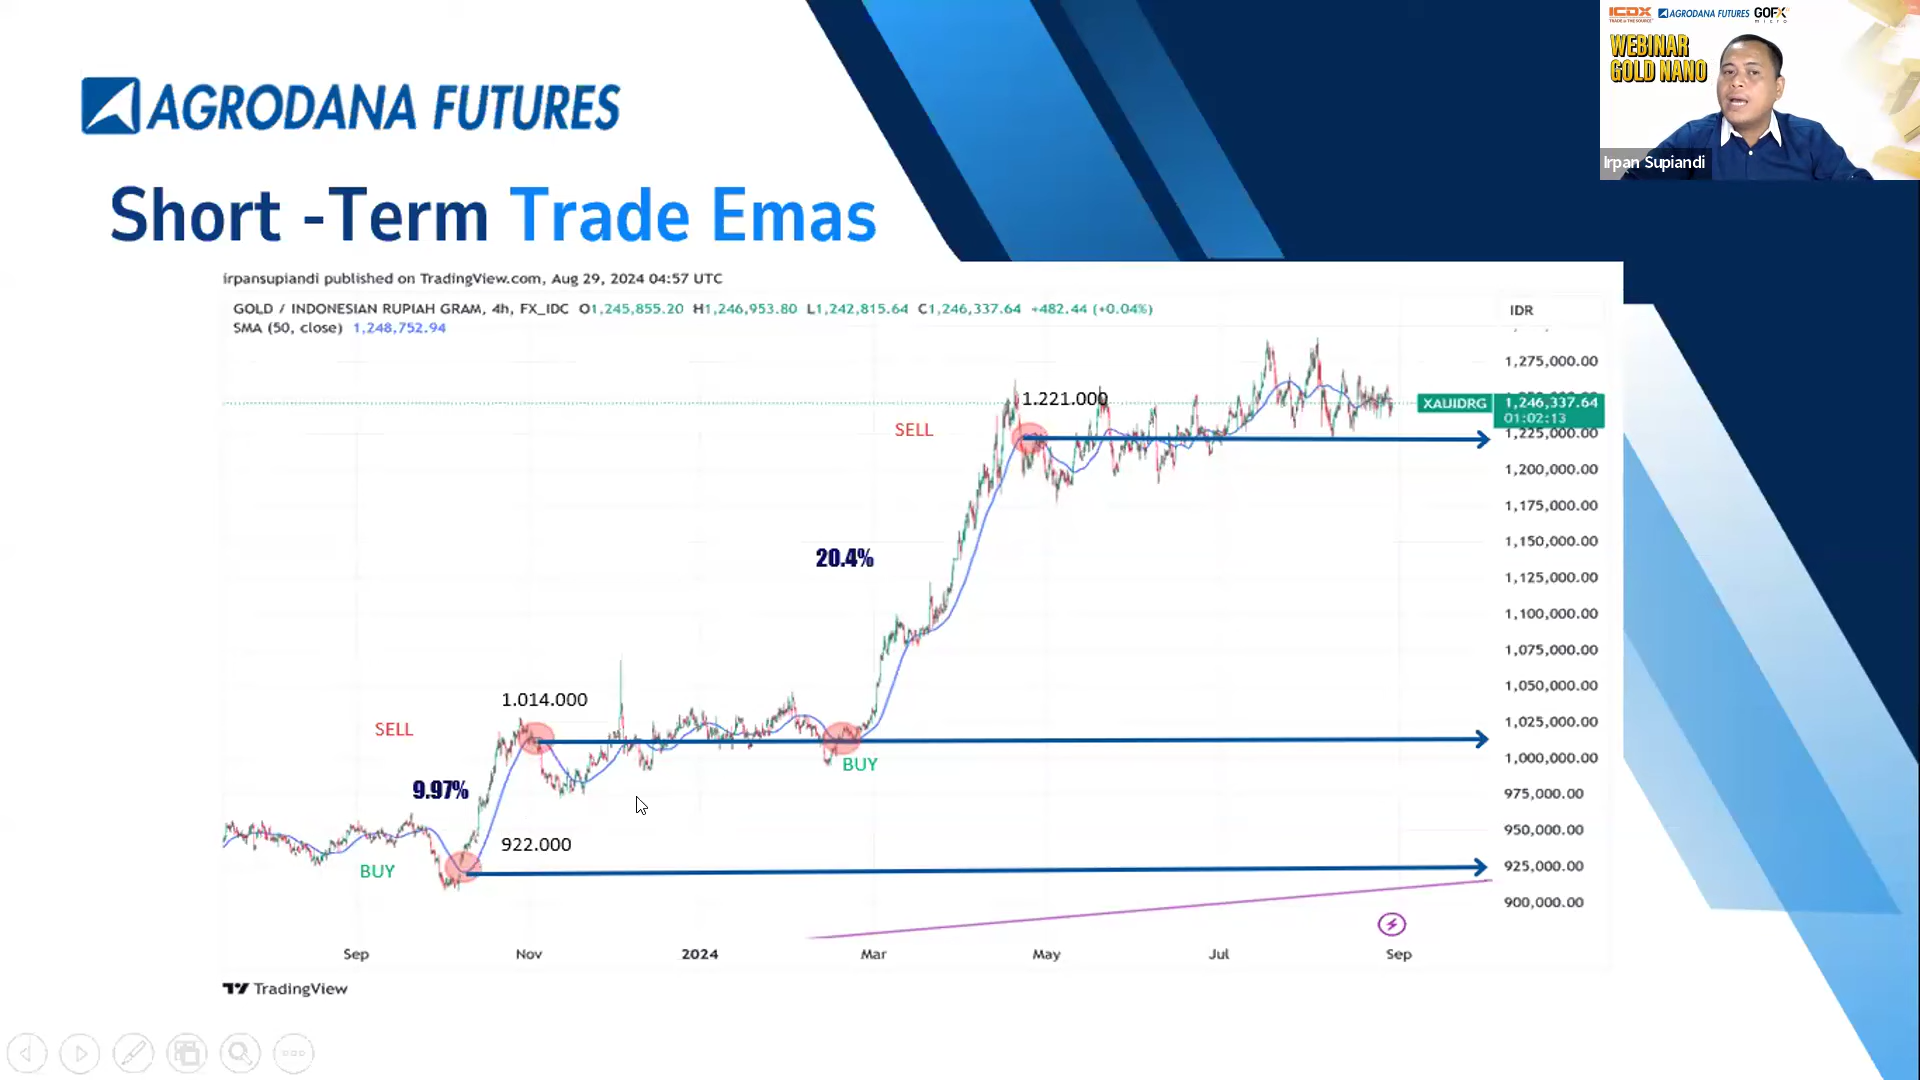 AGRODANA FUTURES
ICDX
TRADE at THE SOURCE
AGRODANA FUTURES
GOFX
micro
WEBINAR
GOLD NANO
Irpan Supiandi
Short -Term Trade Emas
irpansupiandi published on TradingView.com, Aug 29, 2024 04:57 UTC
GOLD / INDONESIAN RUPIAH GRAM, 4h, FX_IDC O1,245,855.20 H1,246,953.80 L1,242,815.64 C1,246,337.64 +482.44 (+0.04%)
IDR
SMA (50, close) 1,248,752.94
1,275,000.00
1.221.000
XAUIDRG 1,246,337.64
01:02:13
SELL
1,225,000.00
1,200,000.00
1,175,000.00
1,150,000.00
20.4%
1,125,000.00
1,100,000.00
1,075,000.00
1,050,000.00
1.014.000
SELL
1,025,000.00
BUY
1,000,000.00
9.97%
975,000.00
950,000.00
922.000
BUY
925,000.00
900,000.00
Sep Nov 2024 Mar May Jul Sep
TradingView